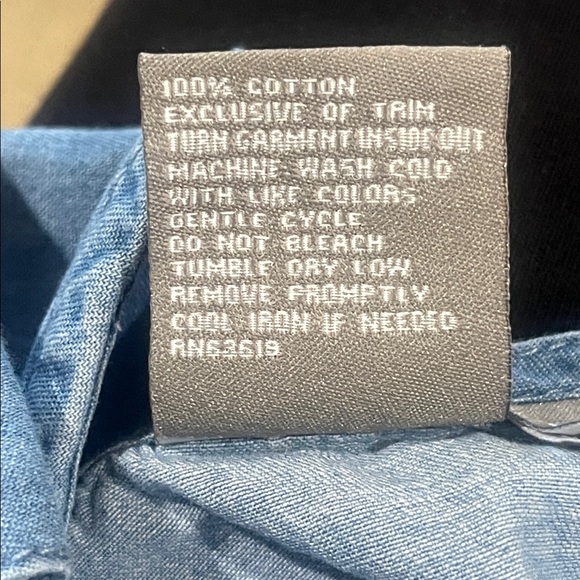 100% COTTON
EXCLUSIVE OF TRIM
TURN GARMENT INSIDE OUT
MACHINE WASH COLD
WITH LIKE COLORS
GENTLE CYCLE
DO NOT BLEACH
TUMBLE DRY LOW
REMOVE PROMPTLY
COOL IRON IF NEEDED
RN62619